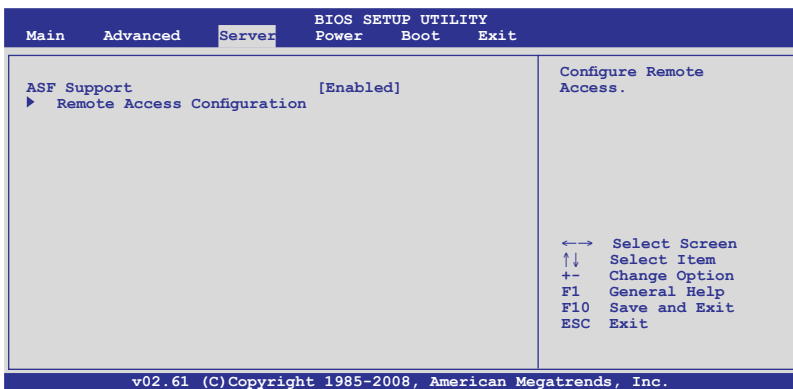 BIOS SETUP UTILITY
Main Advanced Server Power Boot Exit
ASF Support [Enabled]
Remote Access Configuration
Configure Remote
Access.
←→ Select Screen
↑↓ Select Item
+- Change Option
F1 General Help
F10 Save and Exit
ESC Exit
v02.61 (C)Copyright 1985-2008, American Megatrends, Inc.